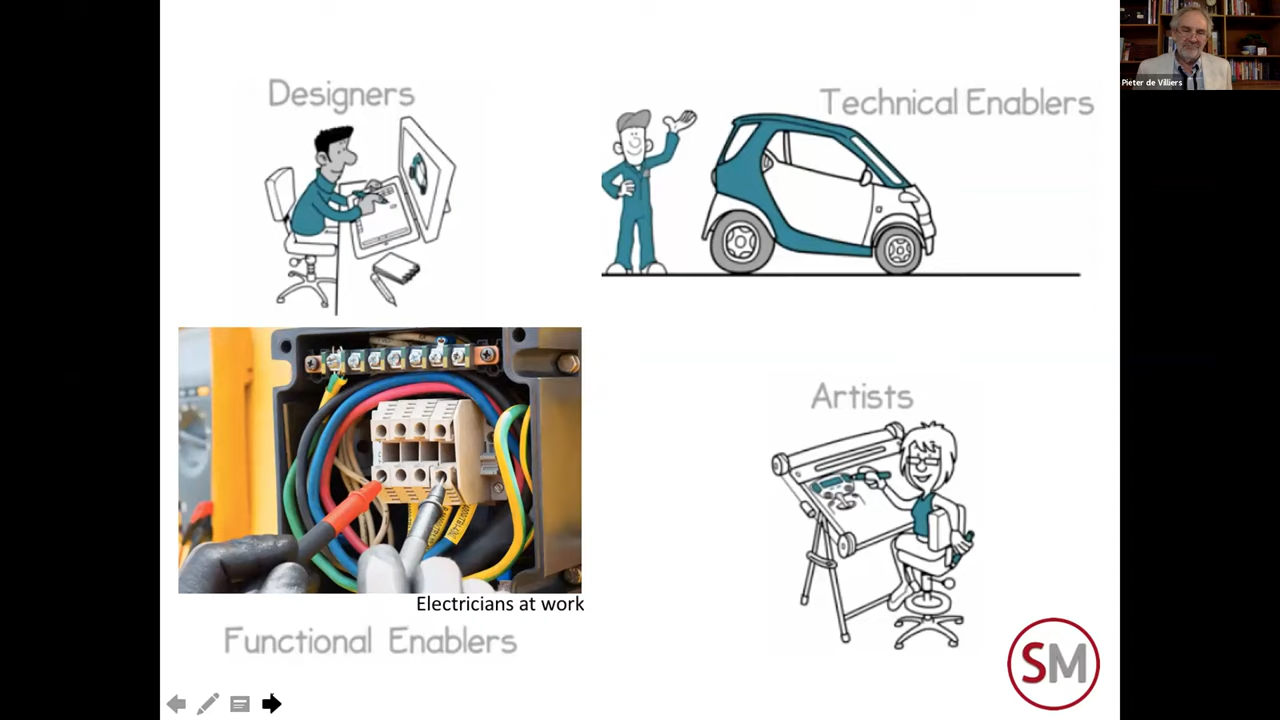 Designers
Technical Enablers
Pieter de Villiers
Artists
Electricians at work
Functional Enablers
SM